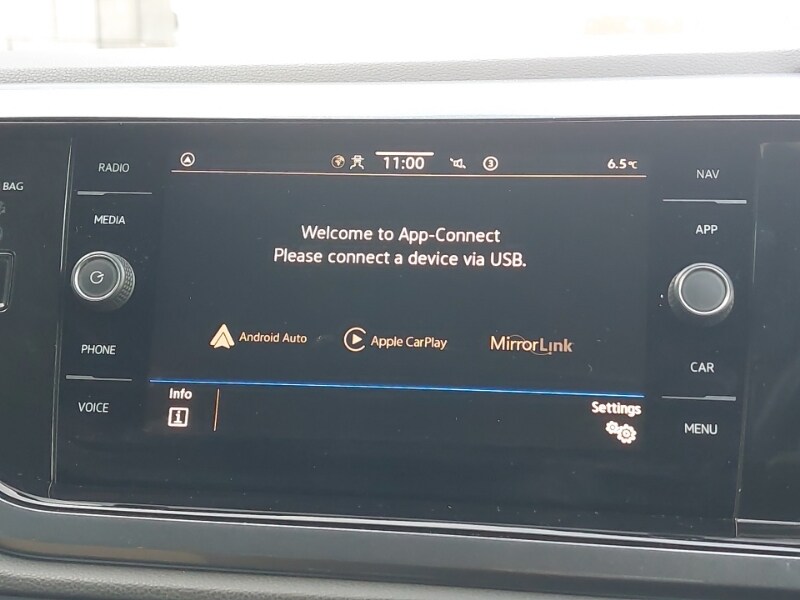 BAG
RADIO
MEDIA
PHONE
VOICE
11:00
3
6.5°C
Welcome to App-Connect
Please connect a device via USB.
Android Auto
Apple CarPlay
MirrorLink
Info
i
Settings
NAV
APP
CAR
MENU